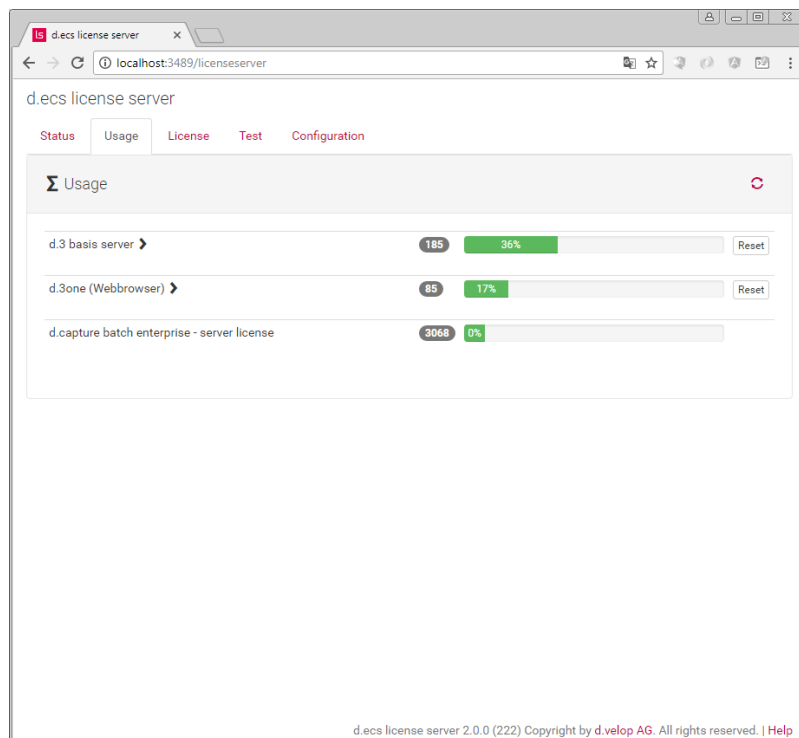 ls d.ecs license server
localhost:3489/licenseserver
d.ecs license server
Status Usage License Test Configuration
Σ Usage
d.3 basis server 185 36% Reset
d.3one (Webbrowser) 85 17% Reset
d.capture batch enterprise - server license 3068 0%
d.ecs license server 2.0.0 (222) Copyright by d.velop AG. All rights reserved. | Help